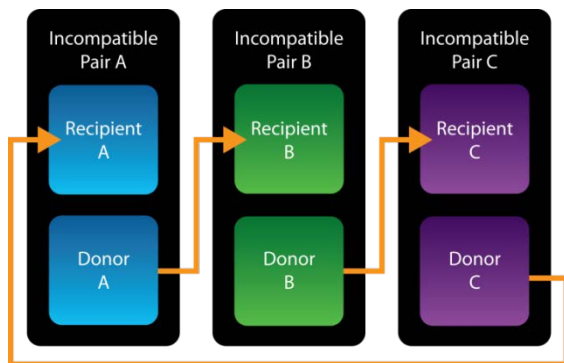 Incompatible
Pair A
Recipient
A
Donor
A
Incompatible
Pair B
Recipient
B
Donor
B
Incompatible
Pair C
Recipient
C
Donor
C